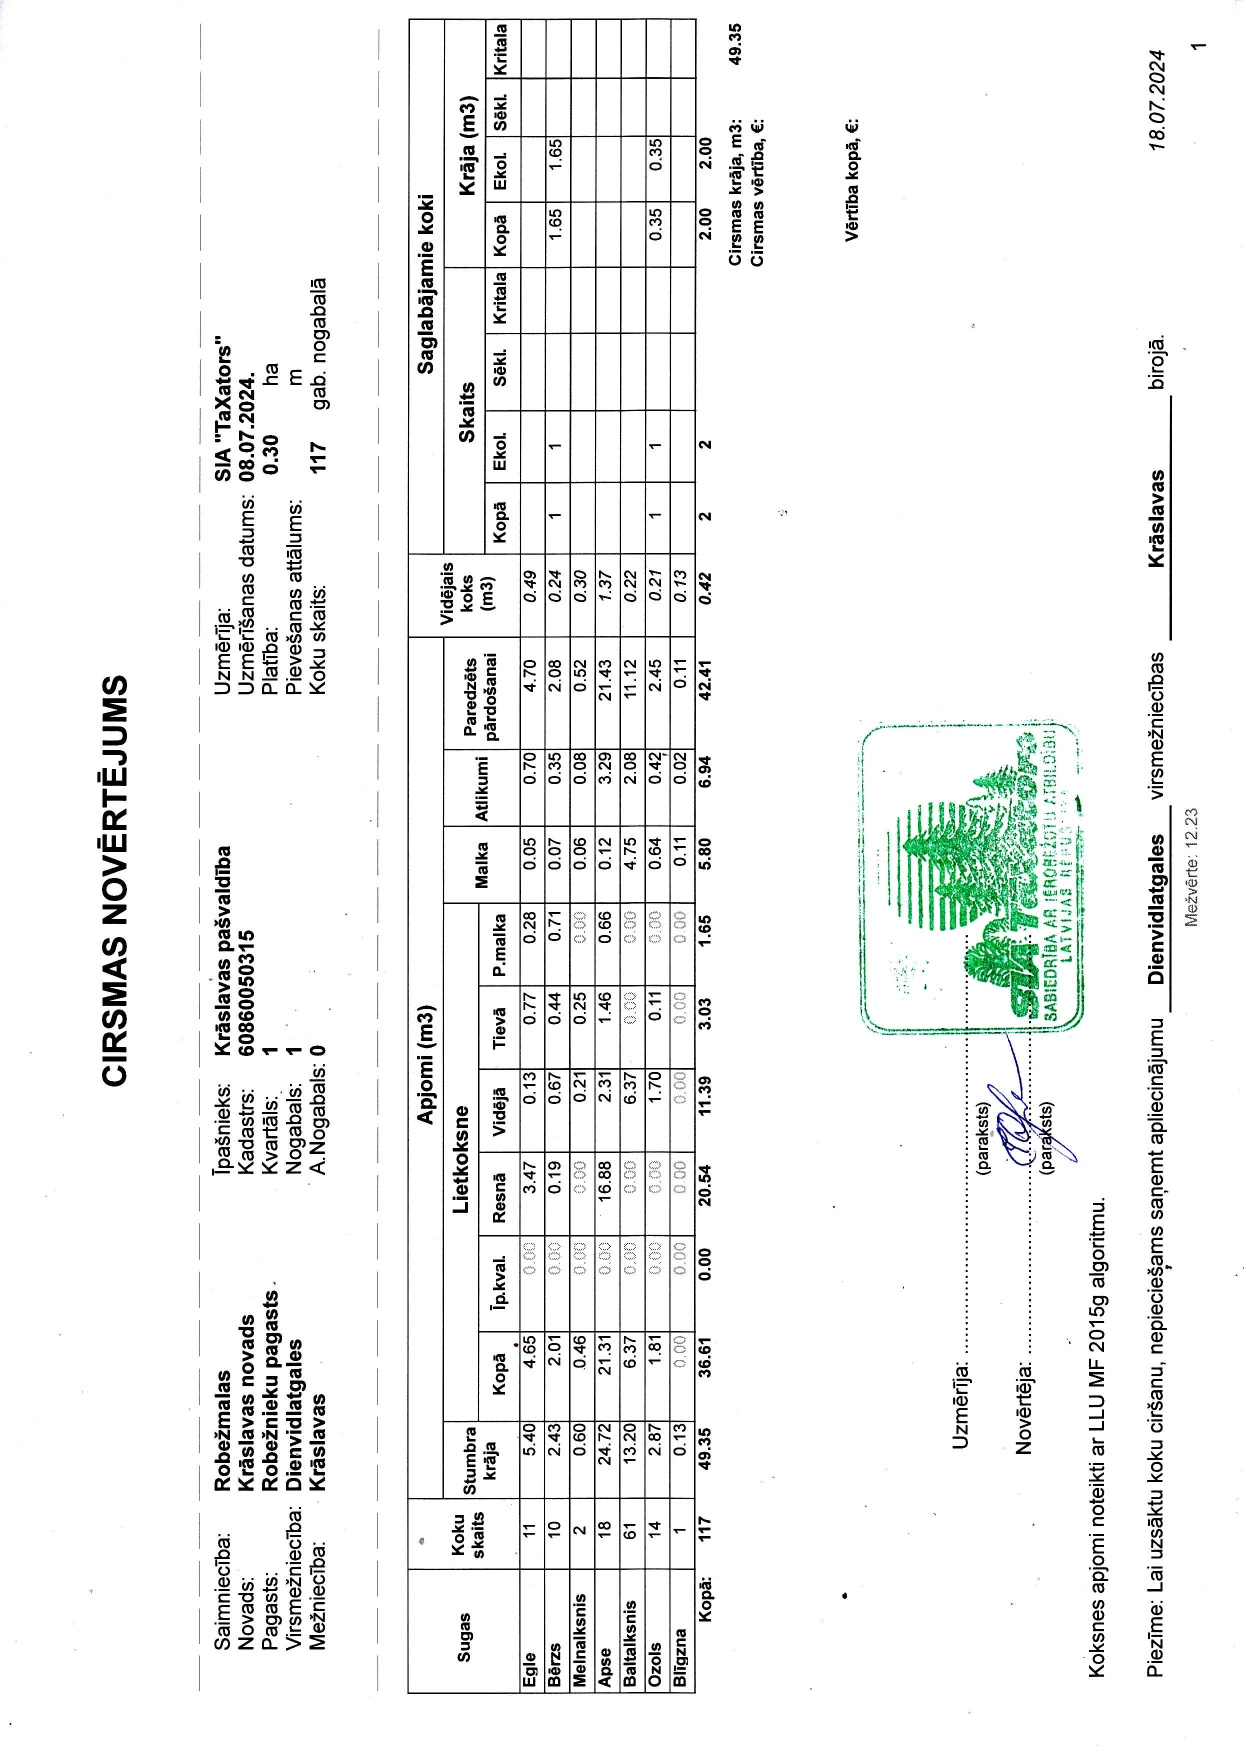 CIRSMAS NOVĒRTĒJUMS
Saimniecība: Robežmalas Īpašnieks: Krāslavas pašvaldība Uzmērīja: SIA "TaXators"
Novads: Krāslavas novads Kadastrs: 60860050315 Uzmērīšanas datums: 08.07.2024.
Pagasts: Robežnieku pagasts Kvartāls: 1 Platība: 0.30 ha
Virsmežniecība: Dienvidlatgales Nogabals: 1 Pievešanas attālums: m
Mežniecība: Krāslavas A.Nogabals: 0 Koku skaits: 117 gab. nogabalā
Sugas Koku skaits Apjomi (m3) Vidējais koks (m3) Saglabājamie koki
Stumbra krāja Lietkoksne Malka Atlikumi Paredzēts pārdošanai Skaits Krāja (m3)
Kopā Īp.kval. Resnā Vidējā Tievā P.malka Kopā Ekol. Sēkl. Kritala Kopā Ekol. Sēkl. Kritala
Egle 11 5.40 4.65 0.00 3.47 0.13 0.77 0.28 0.05 0.70 4.70 0.49
Bērzs 10 2.43 2.01 0.00 0.19 0.67 0.44 0.71 0.07 0.35 2.08 0.24 1 1 1.65 1.65
Melnalksnis 2 0.60 0.46 0.00 0.00 0.21 0.25 0.00 0.06 0.08 0.52 0.30
Apse 18 24.72 21.31 0.00 16.88 2.31 1.46 0.66 0.12 3.29 21.43 1.37
Baltalksnis 61 13.20 6.37 0.00 0.00 6.37 0.00 0.00 4.75 2.08 11.12 0.22
Ozols 14 2.87 1.81 0.00 0.00 1.70 0.11 0.00 0.64 0.42 2.45 0.21 1 1 0.35 0.35
Blīgzna 1 0.13 0.00 0.00 0.00 0.00 0.00 0.00 0.11 0.02 0.11 0.13
Kopā: 117 49.35 36.61 0.00 20.54 11.39 3.03 1.65 5.80 6.94 42.41 0.42 2 2 2.00 2.00
Cirsmas krāja, m3: 49.35
Cirsmas vērtība, €:
Vērtība kopā, €:
Uzmērīja:
(paraksts)
Novērtēja:
(paraksts)
SIA TaXators
SABIEDRĪBA AR IEROBEŽOTU ATBILDĪBU
LATVIJAS REPUBLIKA
Koksnes apjomi noteikti ar LLU MF 2015g algoritmu.
Piezīme: Lai uzsāktu koku ciršanu, nepieciešams saņemt apliecinājumu Dienvidlatgales virsmežniecības Krāslavas birojā. 18.07.2024
Mežvērte: 12.23
1